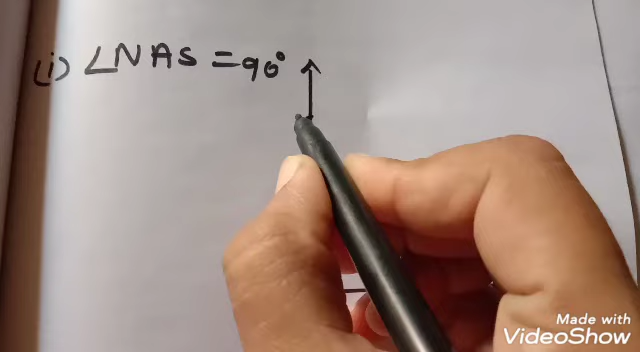 (i) ∠NAS = 90°
Made with
VideoShow